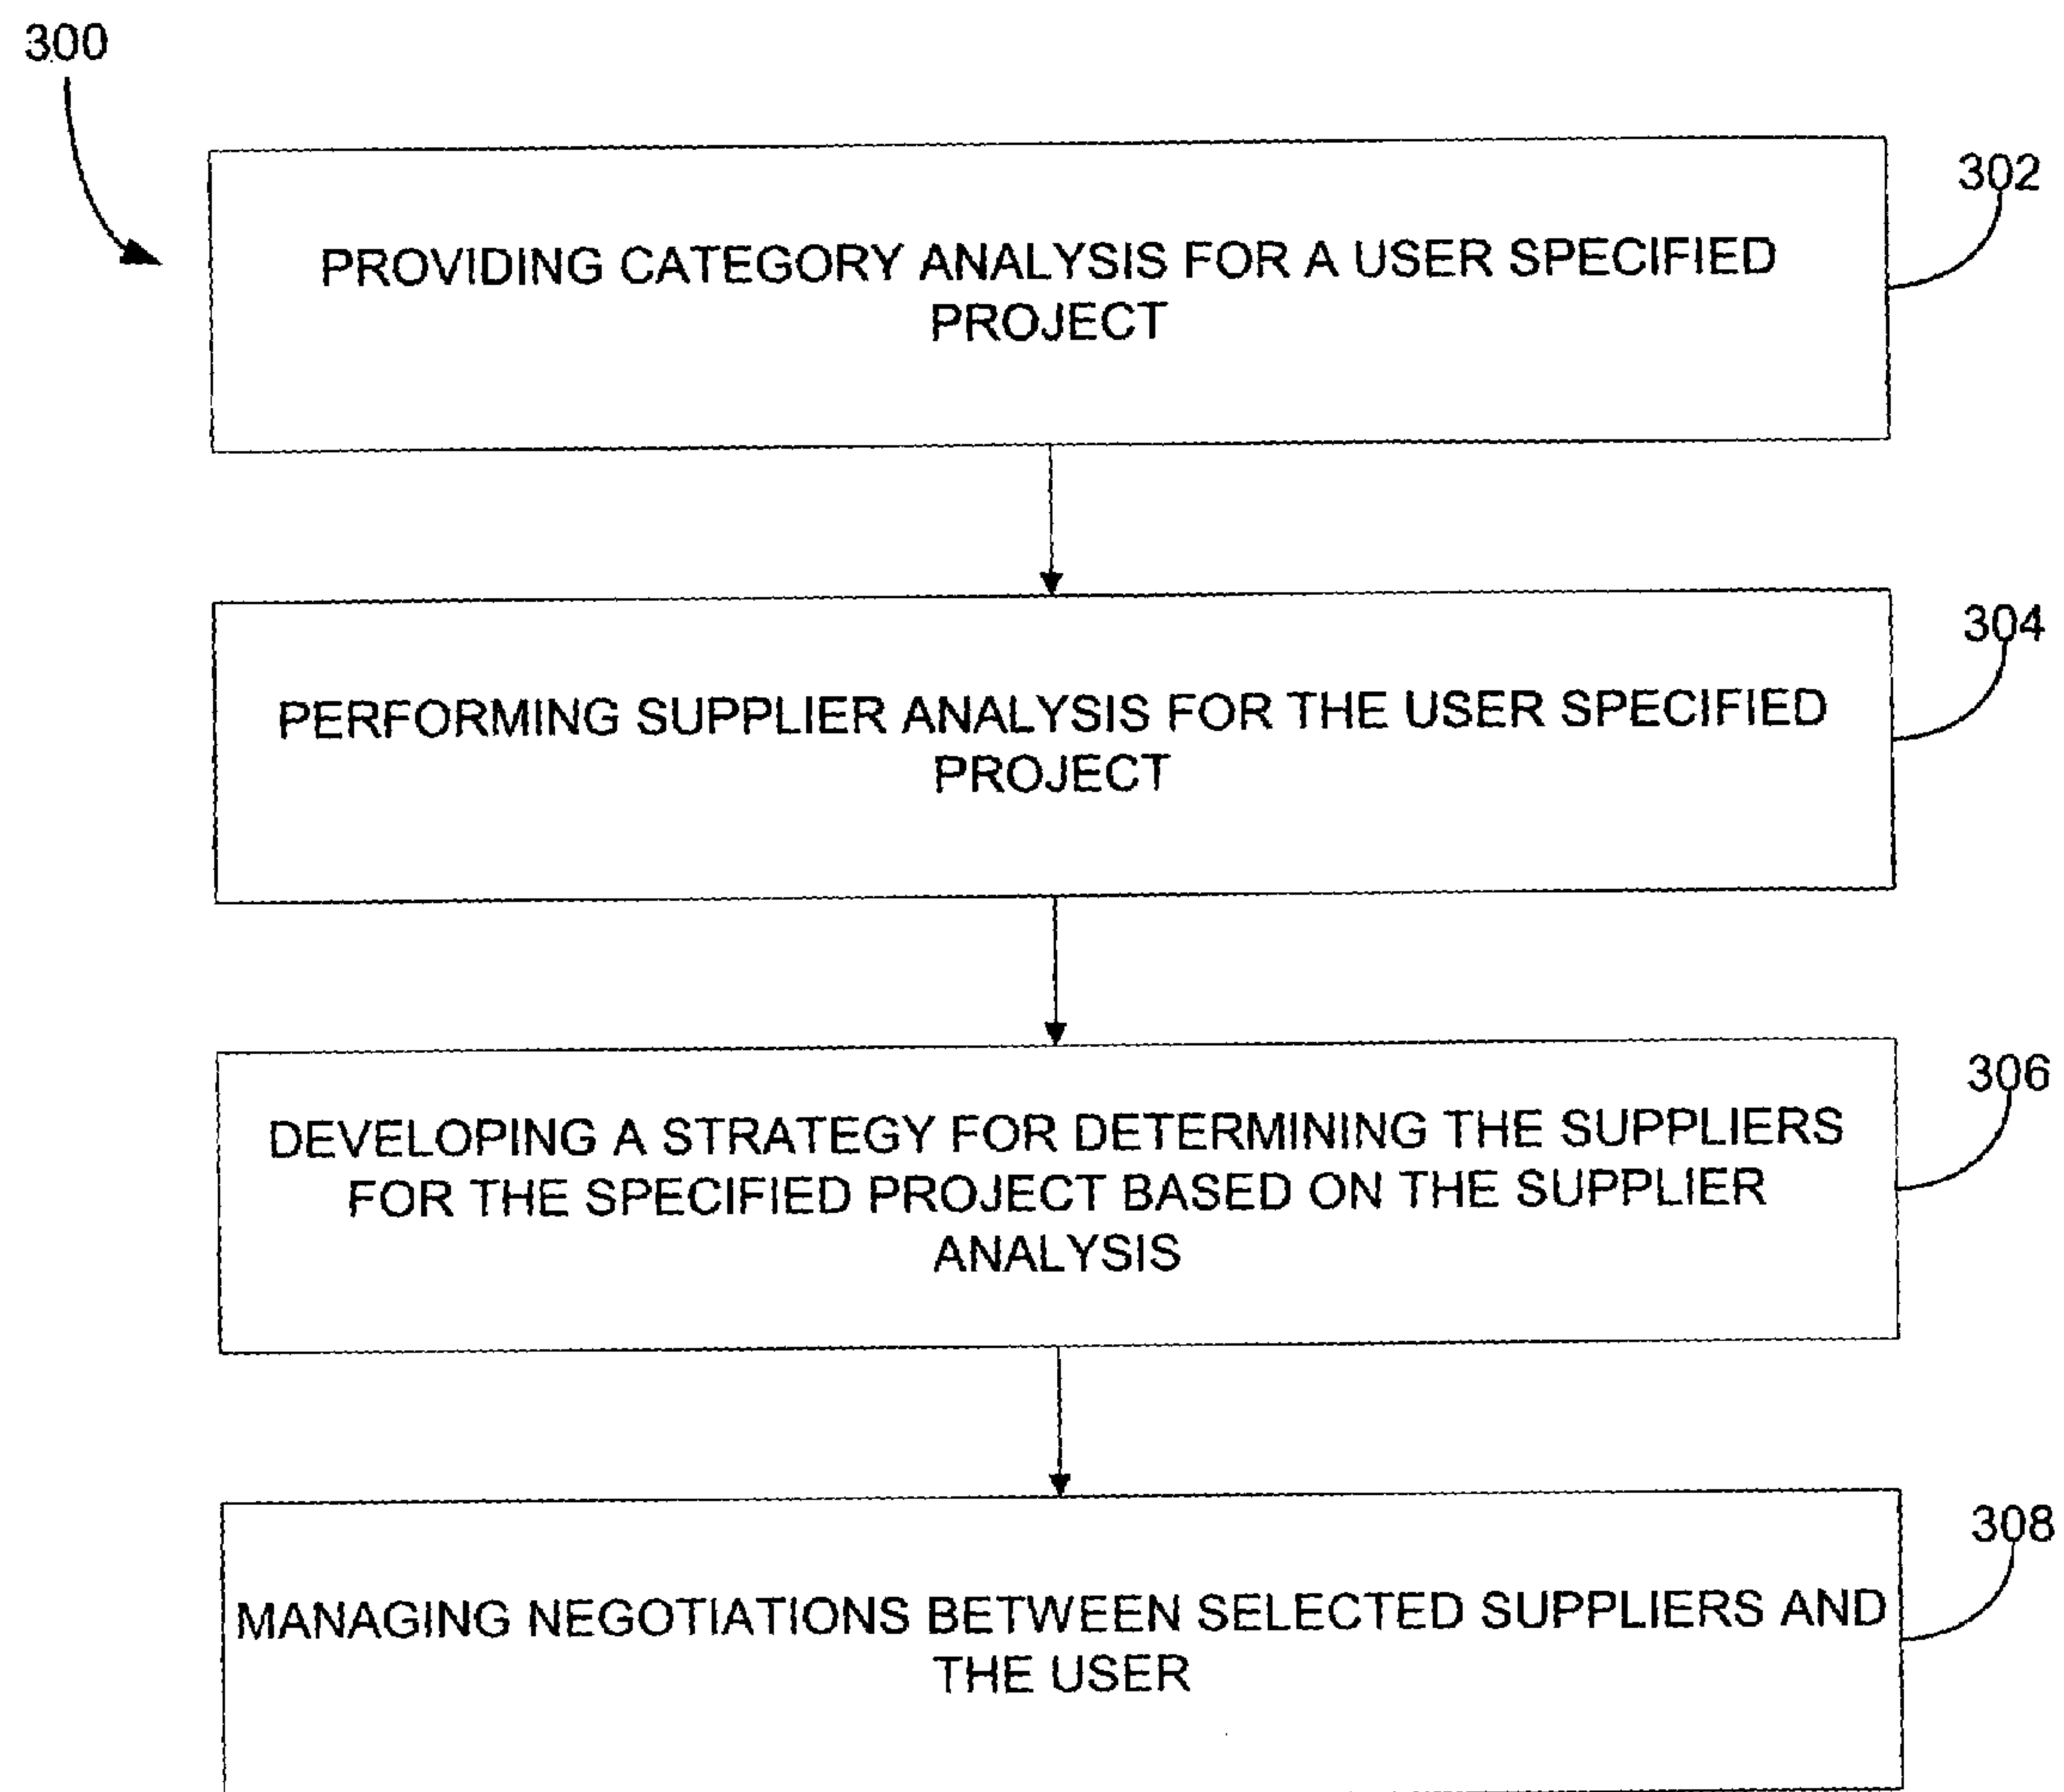 300
302
PROVIDING CATEGORY ANALYSIS FOR A USER SPECIFIED
PROJECT
304
PERFORMING SUPPLIER ANALYSIS FOR THE USER SPECIFIED
PROJECT
306
DEVELOPING A STRATEGY FOR DETERMINING THE SUPPLIERS
FOR THE SPECIFIED PROJECT BASED ON THE SUPPLIER
ANALYSIS
308
MANAGING NEGOTIATIONS BETWEEN SELECTED SUPPLIERS AND
THE USER